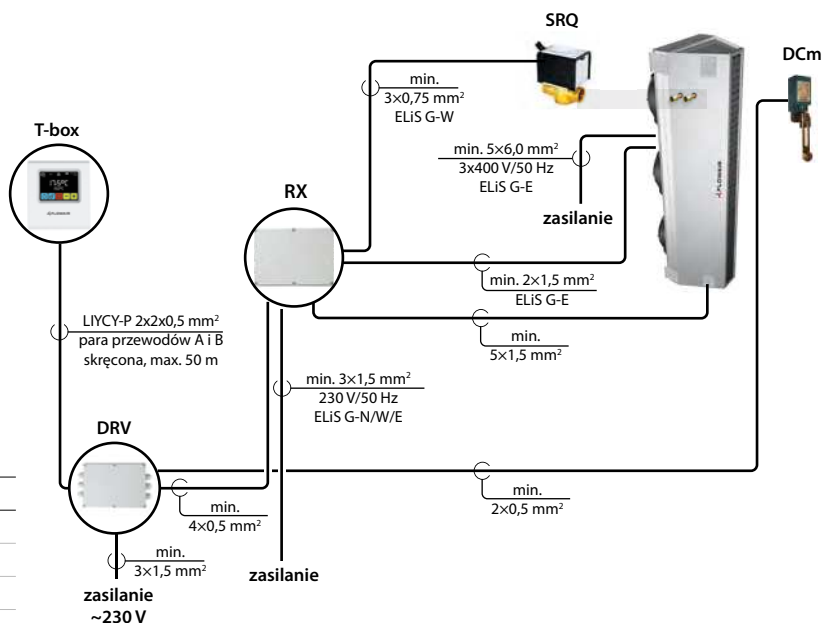 SRQ
DCm
min.
3×0,75 mm²
ELiS G-W
T-box
min. 5×6,0 mm²
3x400 V/50 Hz
ELiS G-E
zasilanie
FLOWAIR
RX
min. 2×1,5 mm²
ELiS G-E
LIYCY-P 2x2x0,5 mm²
para przewodów A i B
skręcona, max. 50 m
min.
5×1,5 mm²
min. 3×1,5 mm²
230 V/50 Hz
ELiS G-N/W/E
DRV
min.
4×0,5 mm²
min.
2×0,5 mm²
min.
3×1,5 mm²
zasilanie
zasilanie
~230 V